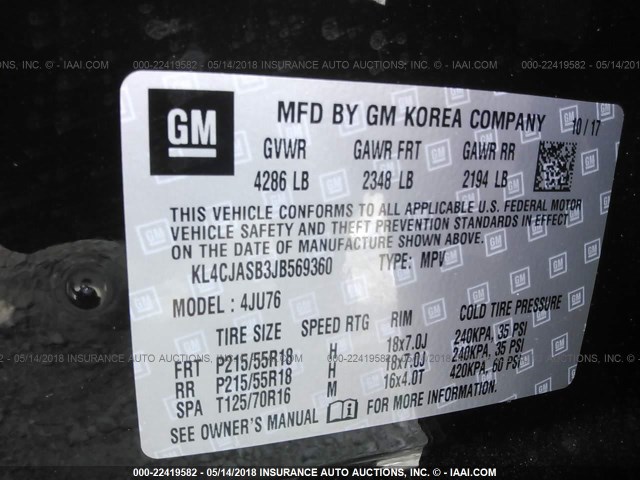 000-22419582 - 05/14/2018 INSURANCE AUTO AUCTIONS, INC. - IAAI.COM
GM
MFD BY GM KOREA COMPANY 10/17
GVWR GAWR FRT GAWR RR
4286 LB 2348 LB 2194 LB
THIS VEHICLE CONFORMS TO ALL APPLICABLE U.S. FEDERAL MOTOR
VEHICLE SAFETY AND THEFT PREVENTION STANDARDS IN EFFECT
ON THE DATE OF MANUFACTURE SHOWN ABOVE.
KL4CJASB3JB569360 TYPE: MPV
MODEL: 4JU76
TIRE SIZE SPEED RTG RIM COLD TIRE PRESSURE
FRT P215/55R18 H 18x7.0J 240KPA, 35 PSI
RR P215/55R18 H 18x7.0J 240KPA, 35 PSI
SPA T125/70R16 M 16x4.0T 420KPA, 60 PSI
SEE OWNER'S MANUAL FOR MORE INFORMATION.
000-22419582 - 05/14/2018 INSURANCE AUTO AUCTIONS, INC. - IAAI.COM